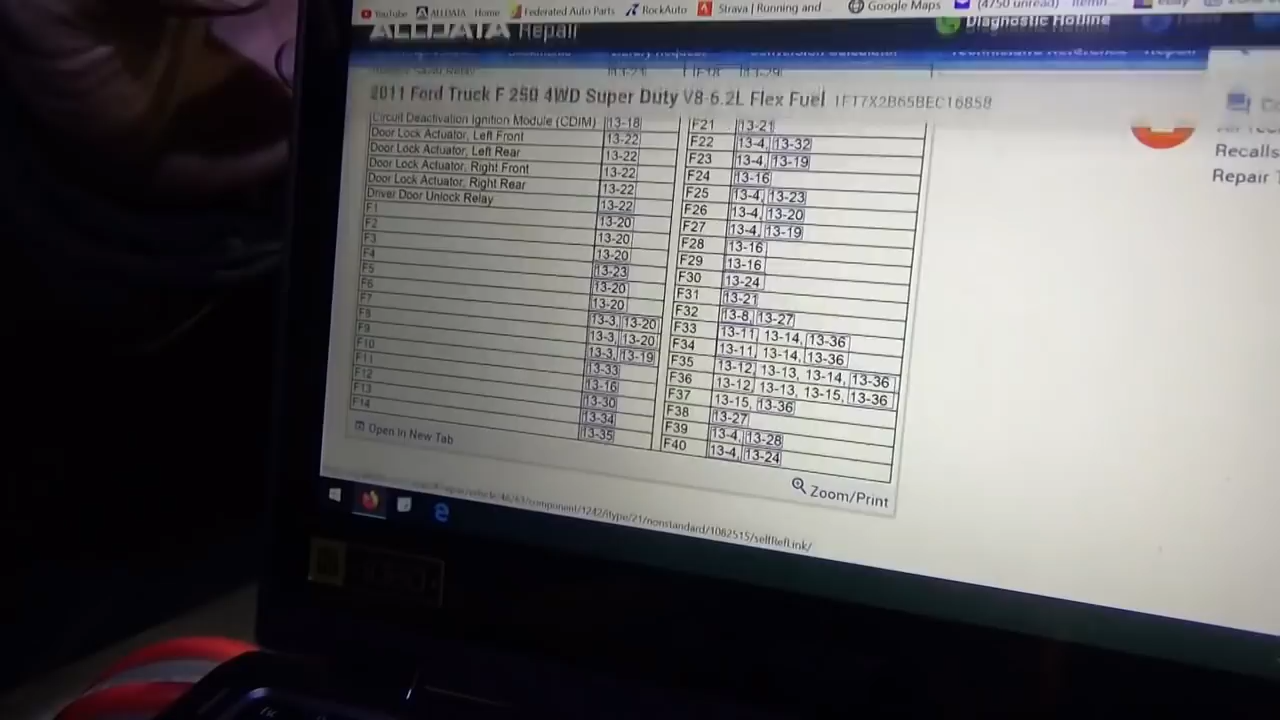 YouTube ALLDATA Home Federated Auto Parts RockAuto Strava | Running and ... Google Maps (4750 unread)
ALLDATA Repair Diagnostic Hotline
F18 13-29
2011 Ford Truck F 250 4WD Super Duty V8-6.2L Flex Fuel 1FT7X2B65BEC16858
Circuit Deactivation Ignition Module (CDIM) 13-18
Door Lock Actuator, Left Front 13-22
Door Lock Actuator, Left Rear 13-22
Door Lock Actuator, Right Front 13-22
Door Lock Actuator, Right Rear 13-22
Driver Door Unlock Relay 13-22
F1 13-20
F2 13-20
F3 13-20
F4 13-23
F5 13-20
F6 13-20
F7 13-3, 13-20
F8 13-3, 13-20
F9 13-3, 13-19
F10 13-33
F11 13-16
F12 13-30
F13 13-34
F14 13-35
F21 13-21
F22 13-4, 13-32
F23 13-4, 13-19
F24 13-16
F25 13-4, 13-23
F26 13-4, 13-20
F27 13-4, 13-19
F28 13-16
F29 13-16
F30 13-24
F31 13-21
F32 13-8, 13-27
F33 13-11, 13-14, 13-36
F34 13-11, 13-14, 13-36
F35 13-12, 13-13, 13-14, 13-36
F36 13-12, 13-13, 13-15, 13-36
F37 13-15, 13-36
F38 13-27
F39 13-4, 13-28
F40 13-4, 13-24
Open In New Tab
Zoom/Print
Recalls
Repair
/component/1242/itype/21/nonstandard/1082515/selfRefLink/